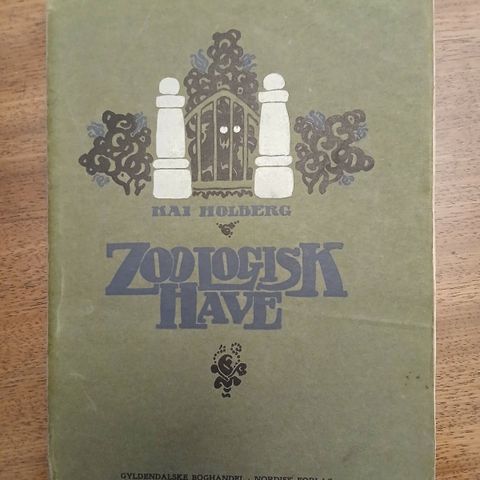 KAI HOLBERG
ZOOLOGISK
HAVE
GYLDENDALSKE BOGHANDEL · NORDISK FORLAG